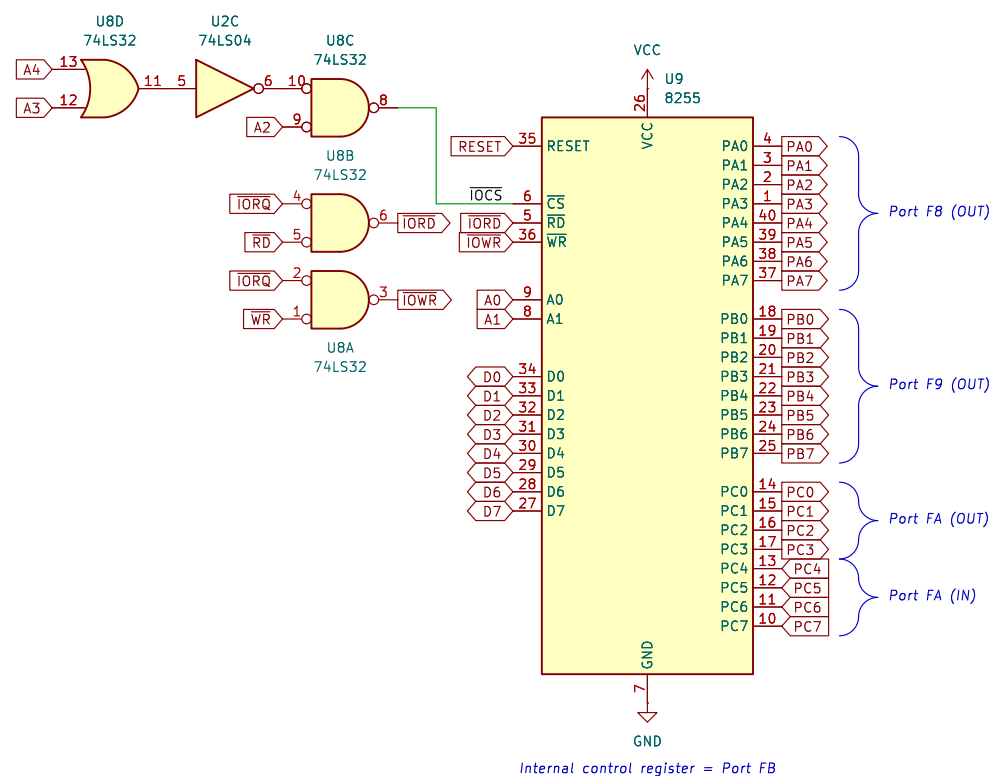 U8D
74LS32
A4
13
A3
12
11
U2C
74LS04
5
6
U8C
74LS32
10
A2
9
8
U8B
74LS32
IORQ
4
RD
5
6
IORD
IORQ
2
WR
1
3
IOWR
U8A
74LS32
VCC
U9
8255
26
VCC
RESET
35
RESET
IOCS
6
CS
IORD
5
RD
IOWR
36
WR
A0
9
A0
A1
8
A1
D0
34
D0
D1
33
D1
D2
32
D2
D3
31
D3
D4
30
D4
D5
29
D5
D6
28
D6
D7
27
D7
PA0
4
PA0
PA1
3
PA1
PA2
2
PA2
PA3
1
PA3
PA4
40
PA4
PA5
39
PA5
PA6
38
PA6
PA7
37
PA7
Port F8 (OUT)
PB0
18
PB0
PB1
19
PB1
PB2
20
PB2
PB3
21
PB3
PB4
22
PB4
PB5
23
PB5
PB6
24
PB6
PB7
25
PB7
Port F9 (OUT)
PC0
14
PC0
PC1
15
PC1
PC2
16
PC2
PC3
17
PC3
Port FA (OUT)
PC4
13
PC4
PC5
12
PC5
PC6
11
PC6
PC7
10
PC7
Port FA (IN)
GND
7
GND
Internal control register = Port FB